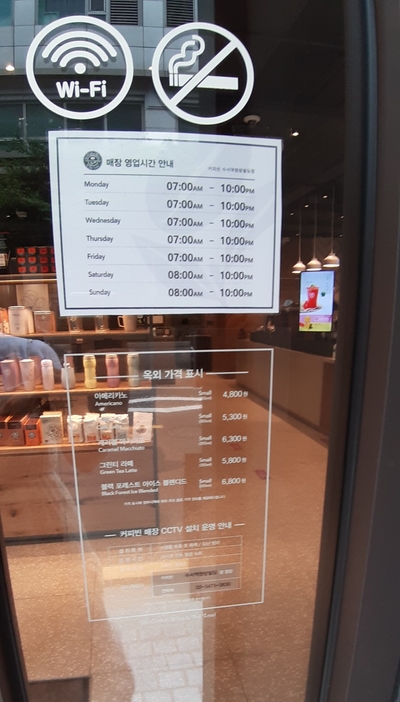 Wi-Fi
매장 영업시간 안내
Monday 07:00AM - 10:00PM
Tuesday 07:00AM - 10:00PM
Wednesday 07:00AM - 10:00PM
Thursday 07:00AM - 10:00PM
Friday 07:00AM - 10:00PM
Saturday 08:00AM - 10:00PM
Sunday 08:00AM - 10:00PM
옥외 가격 표시
아메리카노 Small 4,800원
Americano
Small 5,300원
Small 6,300원
Caramel Macchiato
그린티 라떼 Small 5,800원
Green Tea Latte
블랙 포레스트 아이스 블렌디드 Small 6,800원
Black Forest Ice Blended
커피빈 매장 CCTV 설치 운영 안내